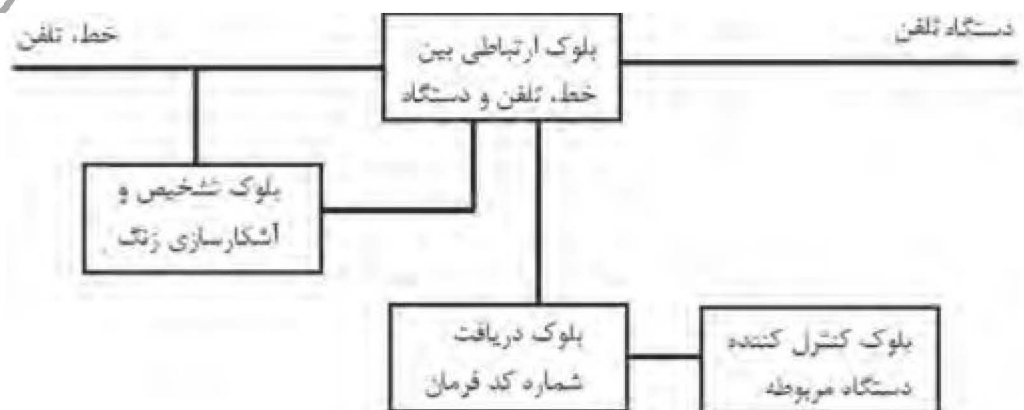 دستگاه تلفن
خط، تلفن
بلوک ارتباطی بین
خط، تلفن و دستگاه
بلوک تشخیص و
آشکارسازی زنگ
بلوک دریافت
شماره کد فرمان
بلوک کنترل کننده
دستگاه مربوطه